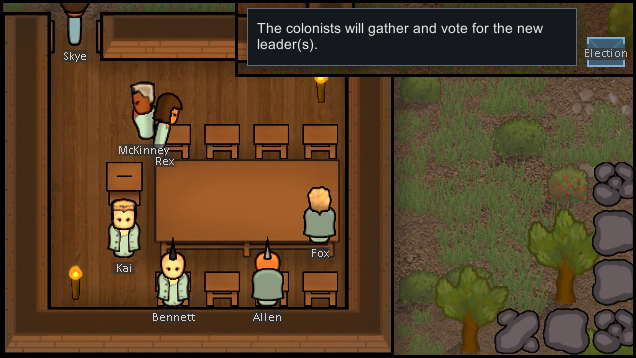 The colonists will gather and vote for the new
leader(s).
Election
Skye
McKinney
Rex
Kai
Fox
Bennett
Allen